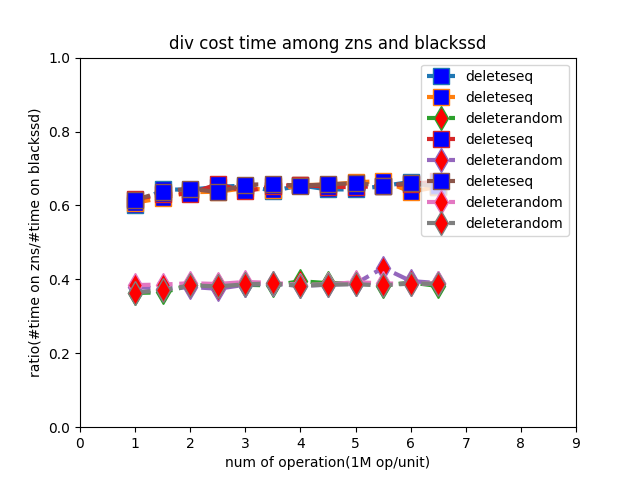 div cost time among zns and blackssd
ratio(#time on zns/#time on blackssd)
1.0
0.8
0.6
0.4
0.2
0.0
0 1 2 3 4 5 6 7 8 9
num of operation(1M op/unit)
deleteseq
deleteseq
deleterandom
deleteseq
deleterandom
deleteseq
deleterandom
deleterandom